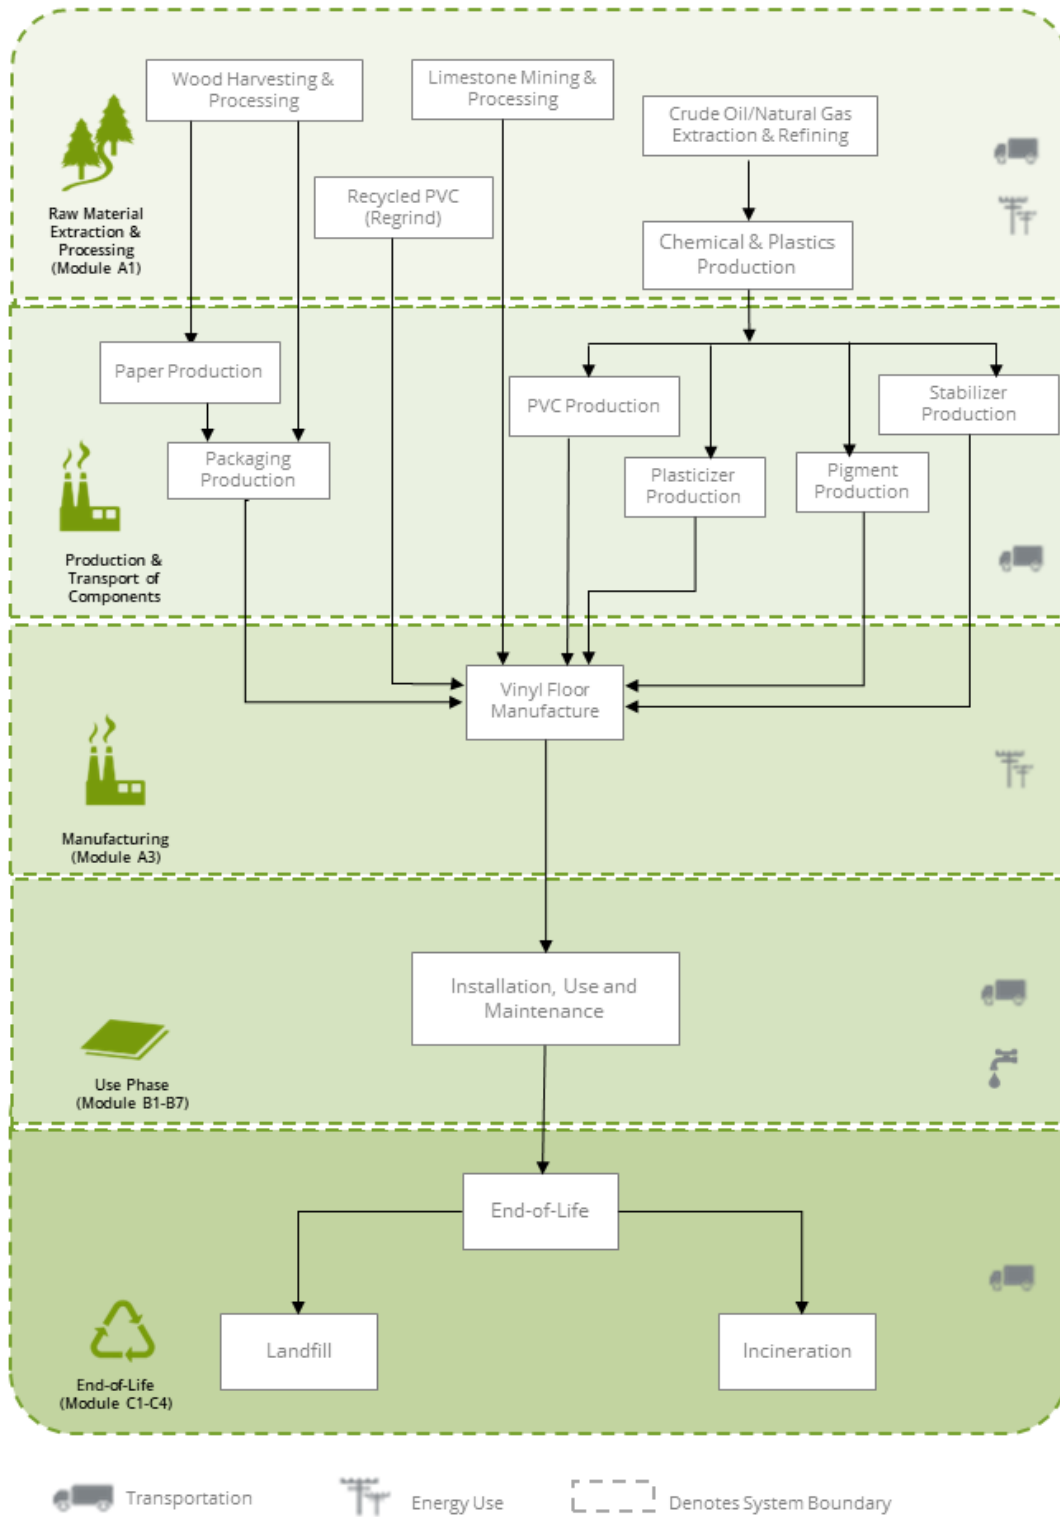 Wood Harvesting &
Processing
Limestone Mining &
Processing
Crude Oil/Natural Gas
Extraction & Refining
Recycled PVC
(Regrind)
Raw Material
Extraction &
Processing
(Module A1)
Chemical & Plastics
Production
Paper Production
PVC Production
Stabilizer
Production
Packaging
Production
Plasticizer
Production
Pigment
Production
Production &
Transport of
Components
Vinyl Floor
Manufacture
Manufacturing
(Module A3)
Installation, Use and
Maintenance
Use Phase
(Module B1-B7)
End-of-Life
Landfill
Incineration
End-of-Life
(Module C1-C4)
Transportation
Energy Use
Denotes System Boundary